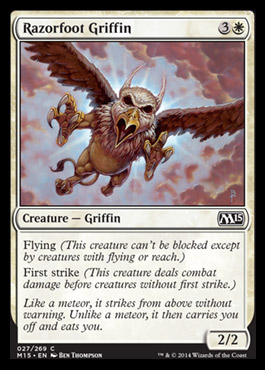 Razorfoot Griffin 3
Creature — Griffin M15
Flying (This creature can't be blocked except
by creatures with flying or reach.)
First strike (This creature deals combat
damage before creatures without first strike.)
Like a meteor, it strikes from above without
warning. Unlike a meteor, it then carries you
off and eats you.
2/2
027/269 C
M15 • EN Ben Thompson ™ & © 2014 Wizards of the Coast